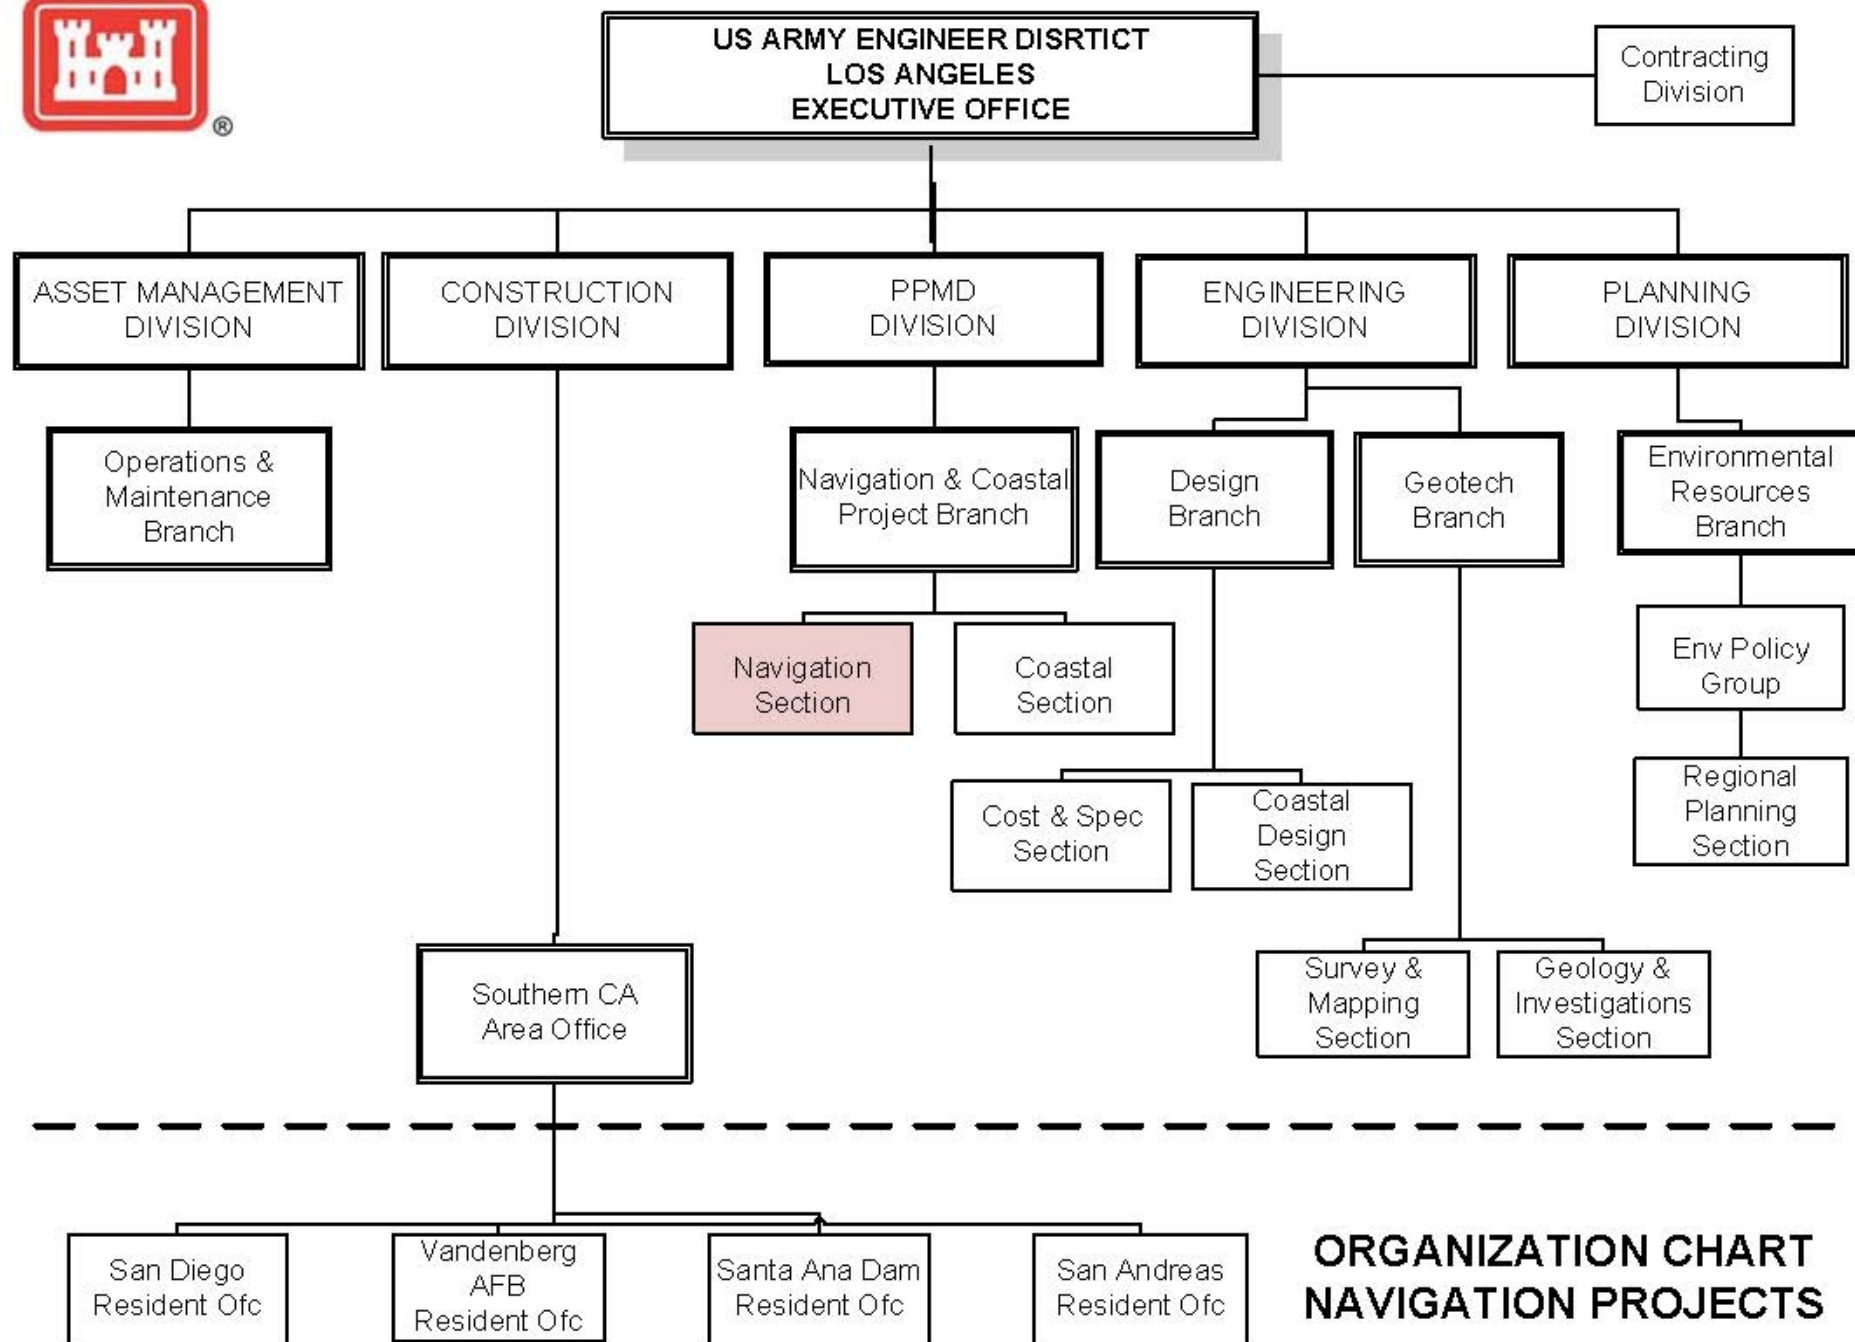 ®
US ARMY ENGINEER DISRTICT
LOS ANGELES
EXECUTIVE OFFICE
Contracting
Division
ASSET MANAGEMENT
DIVISION
CONSTRUCTION
DIVISION
PPMD
DIVISION
ENGINEERING
DIVISION
PLANNING
DIVISION
Operations &
Maintenance
Branch
Navigation & Coastal
Project Branch
Design
Branch
Geotech
Branch
Environmental
Resources
Branch
Navigation
Section
Coastal
Section
Env Policy
Group
Cost & Spec
Section
Coastal
Design
Section
Regional
Planning
Section
Southern CA
Area Office
Survey &
Mapping
Section
Geology &
Investigations
Section
San Diego
Resident Ofc
Vandenberg
AFB
Resident Ofc
Santa Ana Dam
Resident Ofc
San Andreas
Resident Ofc
ORGANIZATION CHART
NAVIGATION PROJECTS